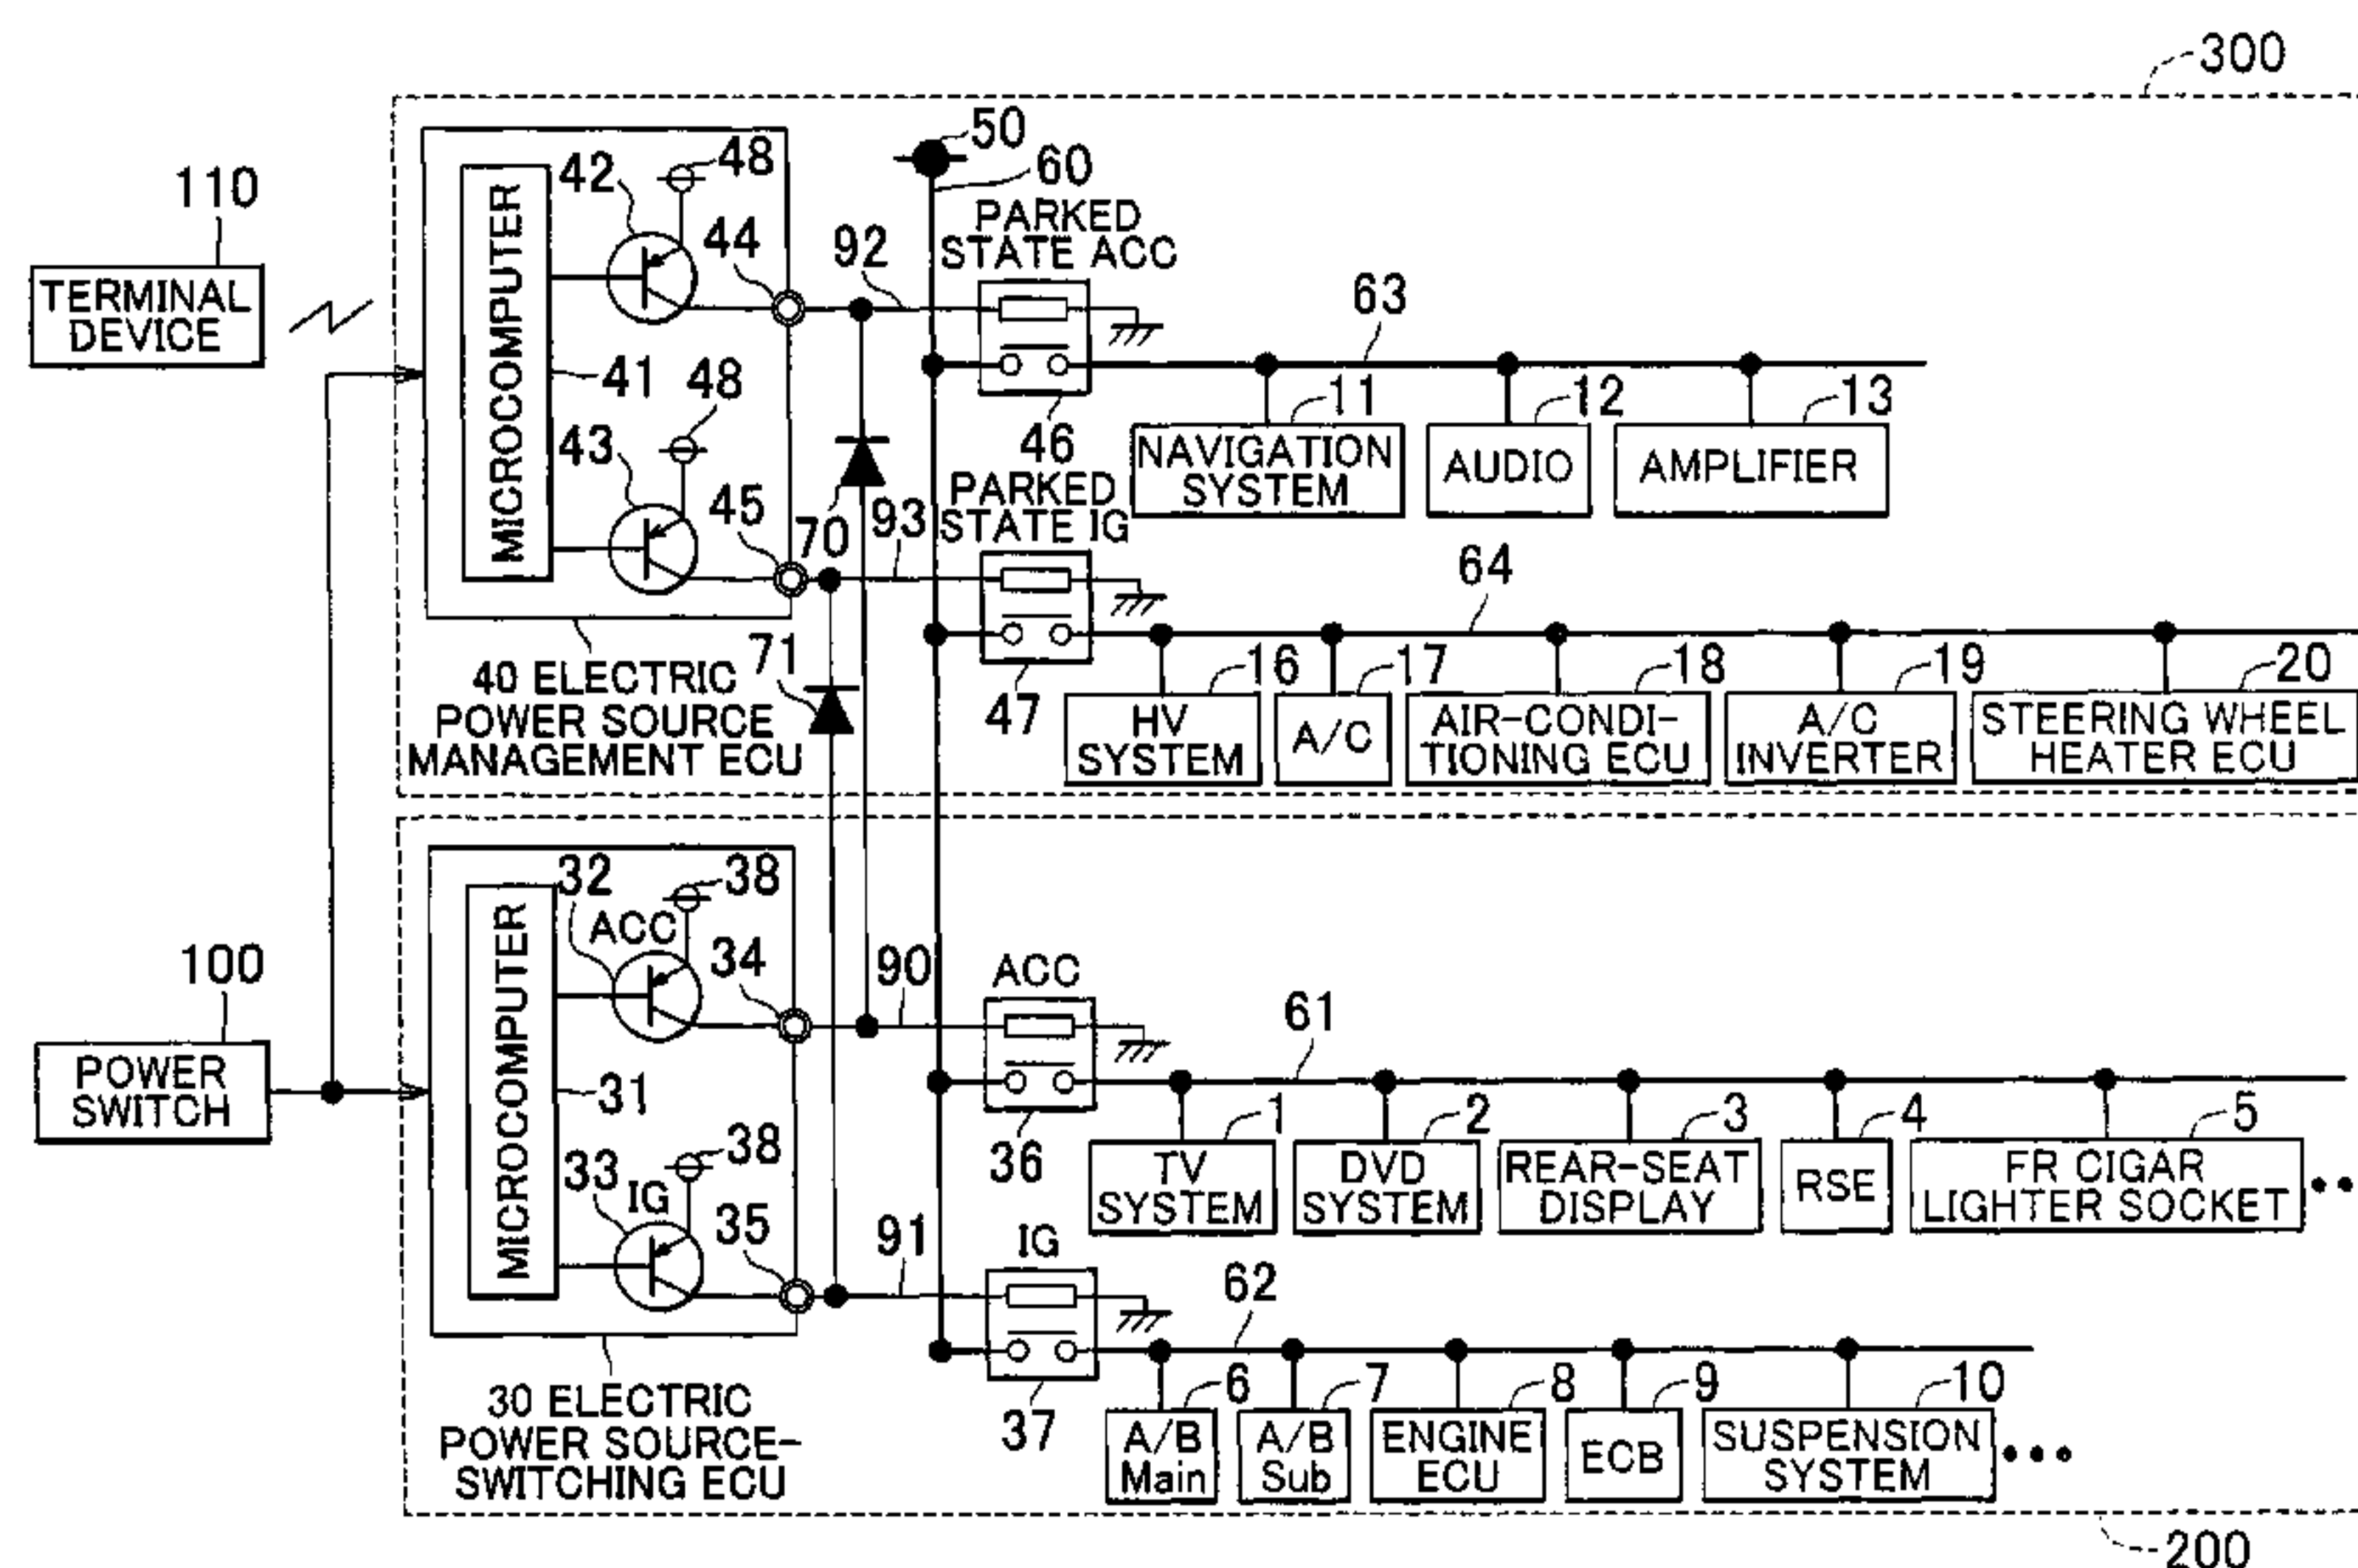 300
50
48
60
42
110
PARKED
STATE ACC
44
92
MICROCOMPUTER
TERMINAL
DEVICE
63
41
48
11
12
13
43
46
NAVIGATION
SYSTEM
AUDIO
AMPLIFIER
PARKED
STATE IG
45
70
93
64
71
16
17
18
19
20
40 ELECTRIC
POWER SOURCE
MANAGEMENT ECU
47
HV
SYSTEM
A/C
AIR-CONDI-
TIONING ECU
A/C
INVERTER
STEERING WHEEL
HEATER ECU
32
38
ACC
MICROCOMPUTER
100
34
90
ACC
61
POWER
SWITCH
31
1
2
3
4
5
38
36
33
TV
SYSTEM
DVD
SYSTEM
REAR-SEAT
DISPLAY
RSE
FR CIGAR
LIGHTER SOCKET
••
IG
35
91
IG
62
6
7
8
9
10
30 ELECTRIC
POWER SOURCE-
SWITCHING ECU
37
A/B
Main
A/B
Sub
ENGINE
ECU
ECB
SUSPENSION
SYSTEM
•••
200